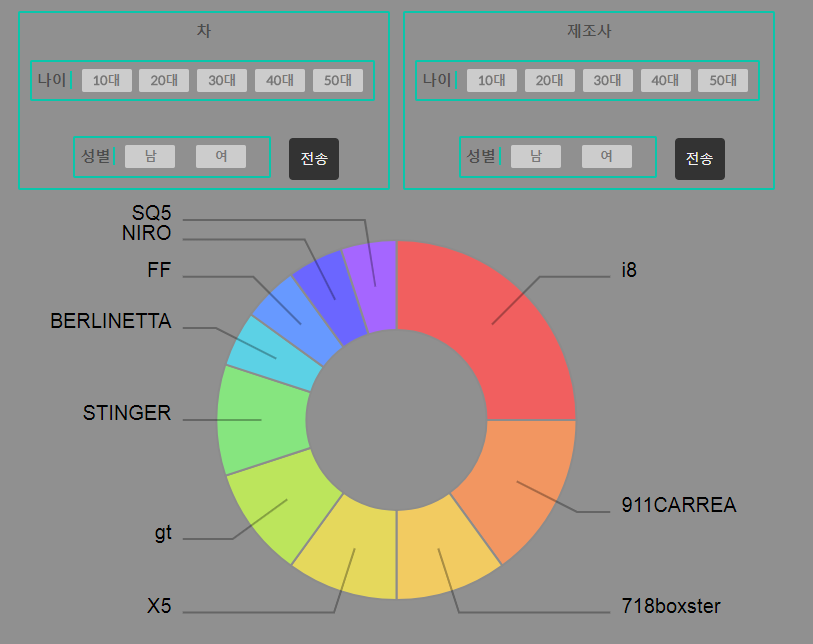 차
나이 10대 20대 30대 40대 50대
성별 남 여 전송
제조사
나이 10대 20대 30대 40대 50대
성별 남 여 전송
SQ5
NIRO
FF
i8
BERLINETTA
STINGER
911CARREA
gt
X5
718boxster